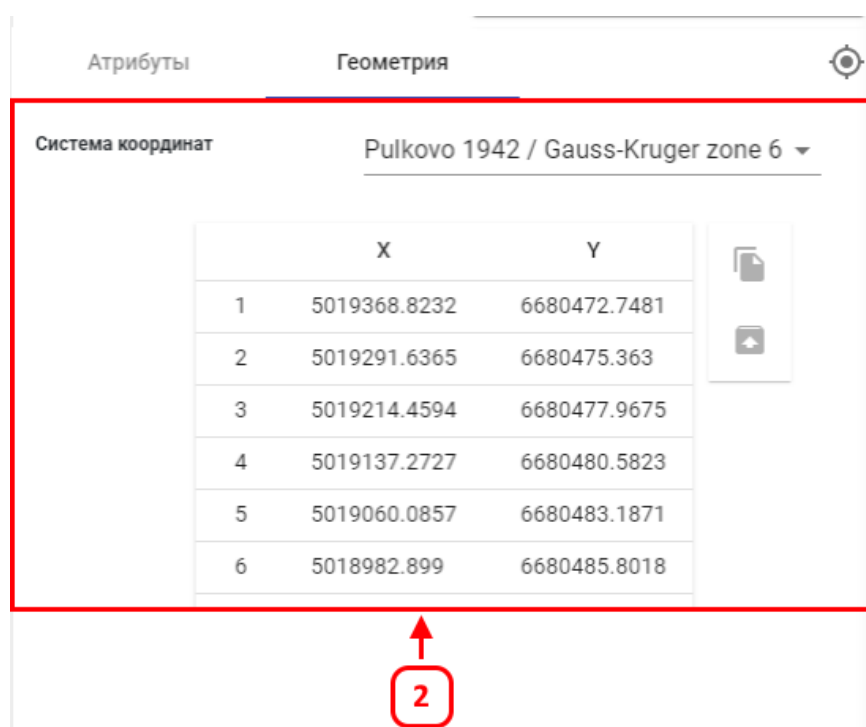 Атрибуты Геометрия
Система координат Pulkovo 1942 / Gauss-Kruger zone 6
X Y
1 5019368.8232 6680472.7481
2 5019291.6365 6680475.363
3 5019214.4594 6680477.9675
4 5019137.2727 6680480.5823
5 5019060.0857 6680483.1871
6 5018982.899 6680485.8018
2